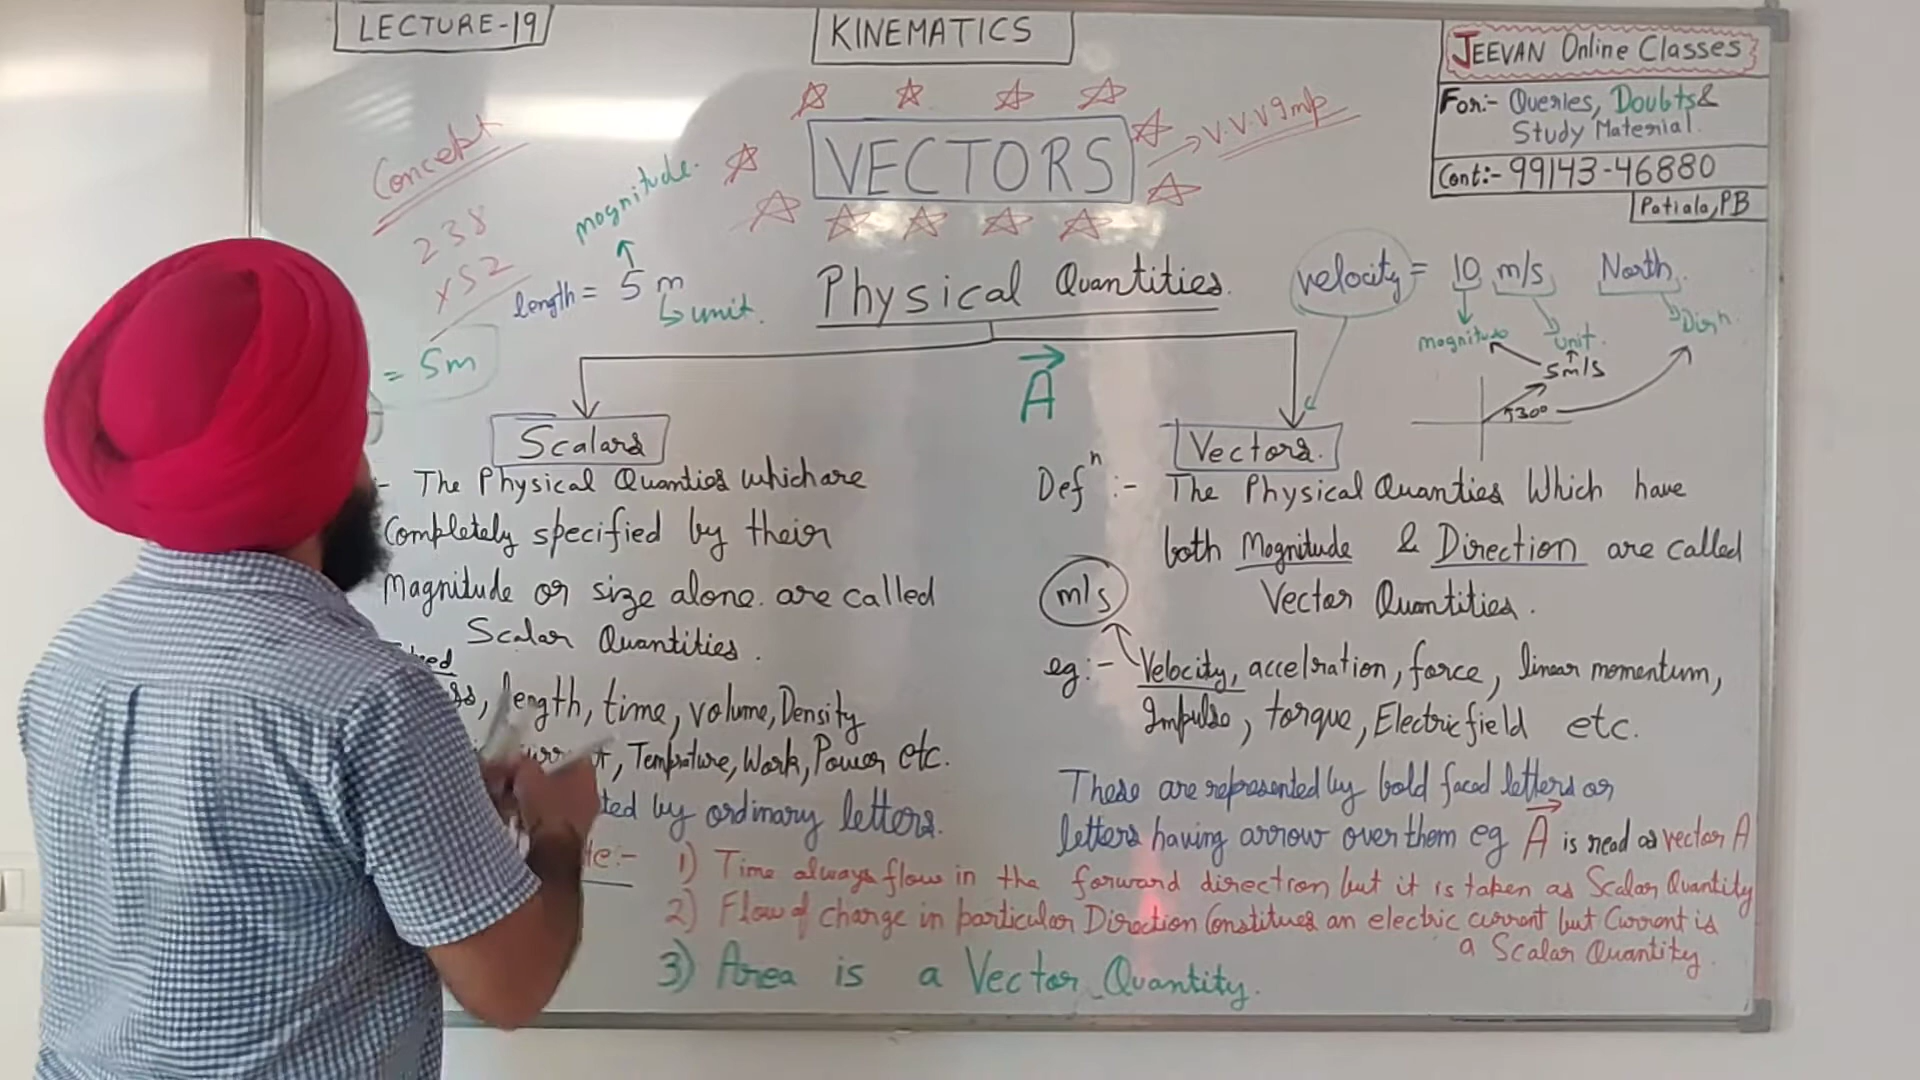 LECTURE-19
KINEMATICS
JEEVAN Online Classes
For:- Queries, Doubts &
Study Material.
Cont:- 99143-46880
Patiala, PB
VECTORS
→ V.V.V Imp
Concept
238
x52
magnitude.
length = 5 m
unit.
= 5m
Physical Quantities.
velocity = 10 m/s North.
magnitude
unit.
Dirn.
5m/s
30°
A
Scalars
:- The Physical Quanties which are
Completely specified by their
Magnitude or size alone. are called
Scalar Quantities.
length, time, volume, Density
Temprature, Work, Power etc.
by ordinary letters.
Vectors.
Defn :- The Physical Quanties Which have
both Magnitude & Direction are called
Vector Quantities.
m/s
eg:- Velocity, accelration, force, linear momentum,
Impulse, torque, Electric field etc.
These are represented by bold faced letters or
letters having arrow over them eg A is read as vector A
1) Time always flow in the forward direction but it is taken as Scalar Quantity
2) Flow of charge in particular Direction Constitues an electric current but Current is
a Scalar Quantity.
3) Area is a Vector Quantity.